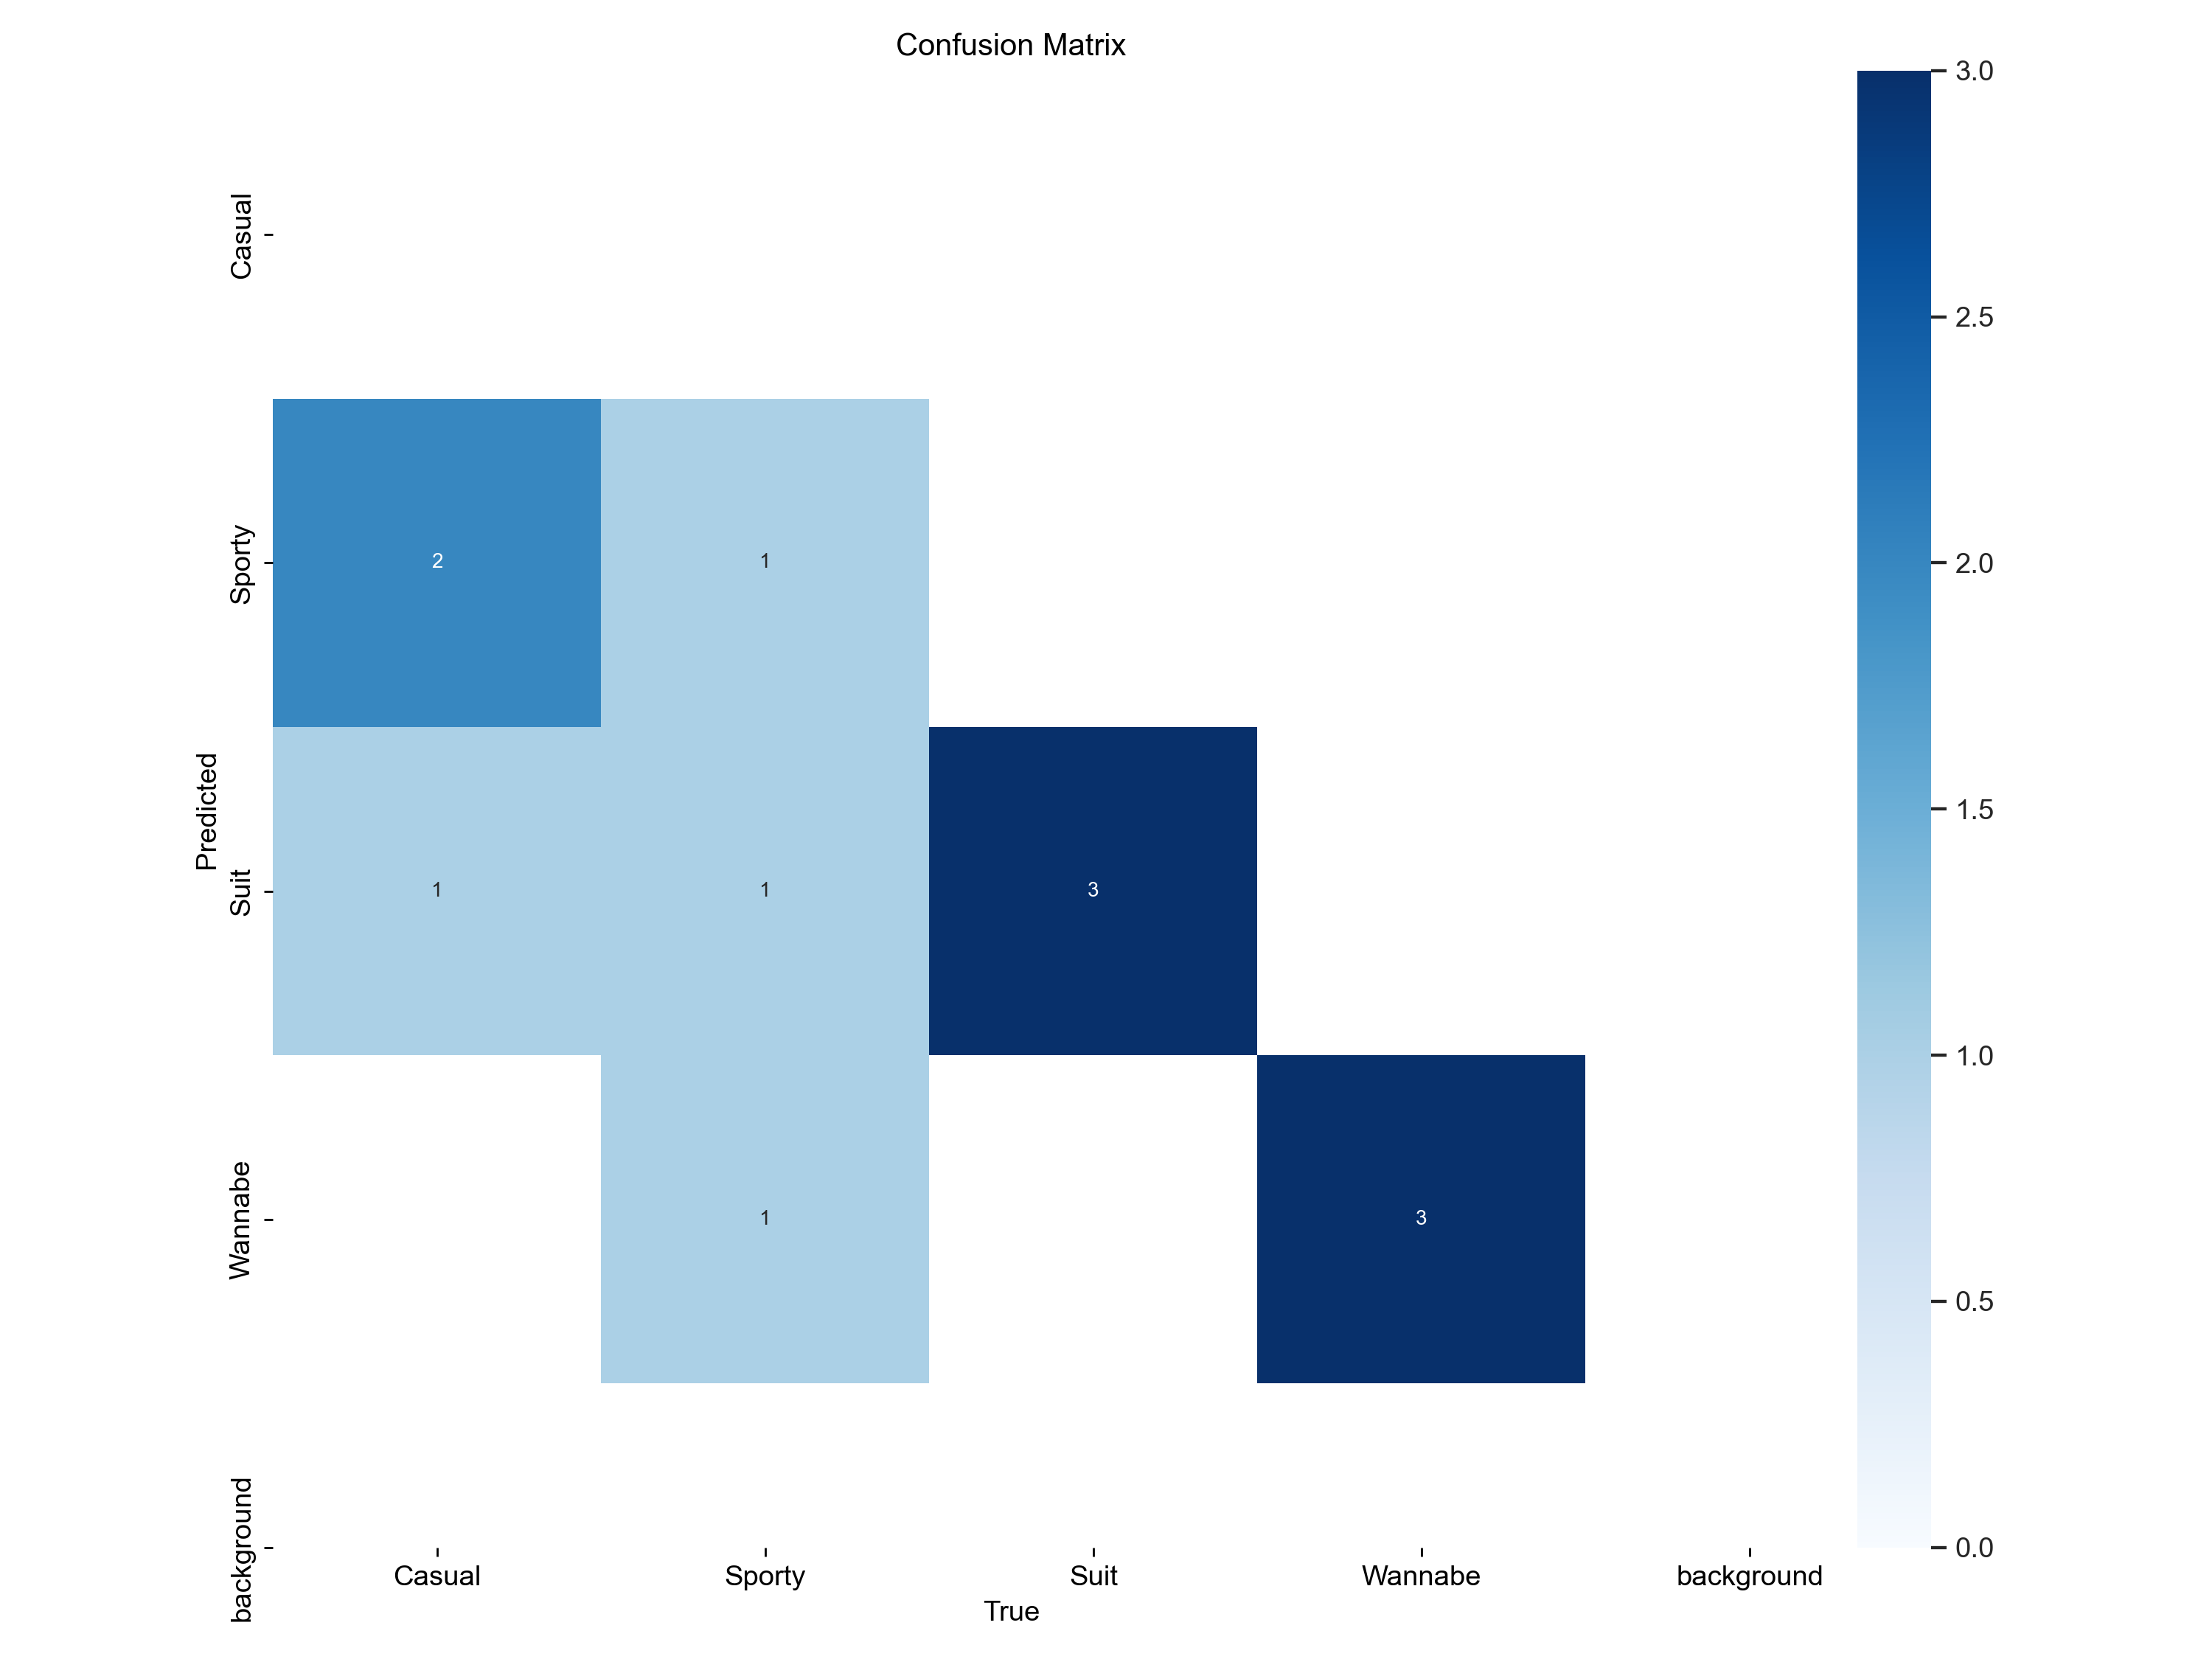 Confusion Matrix
Casual
Sporty
Suit
Wannabe
background
Predicted
2
1
1
1
3
1
3
Casual
Sporty
Suit
Wannabe
background
True
3.0
2.5
2.0
1.5
1.0
0.5
0.0